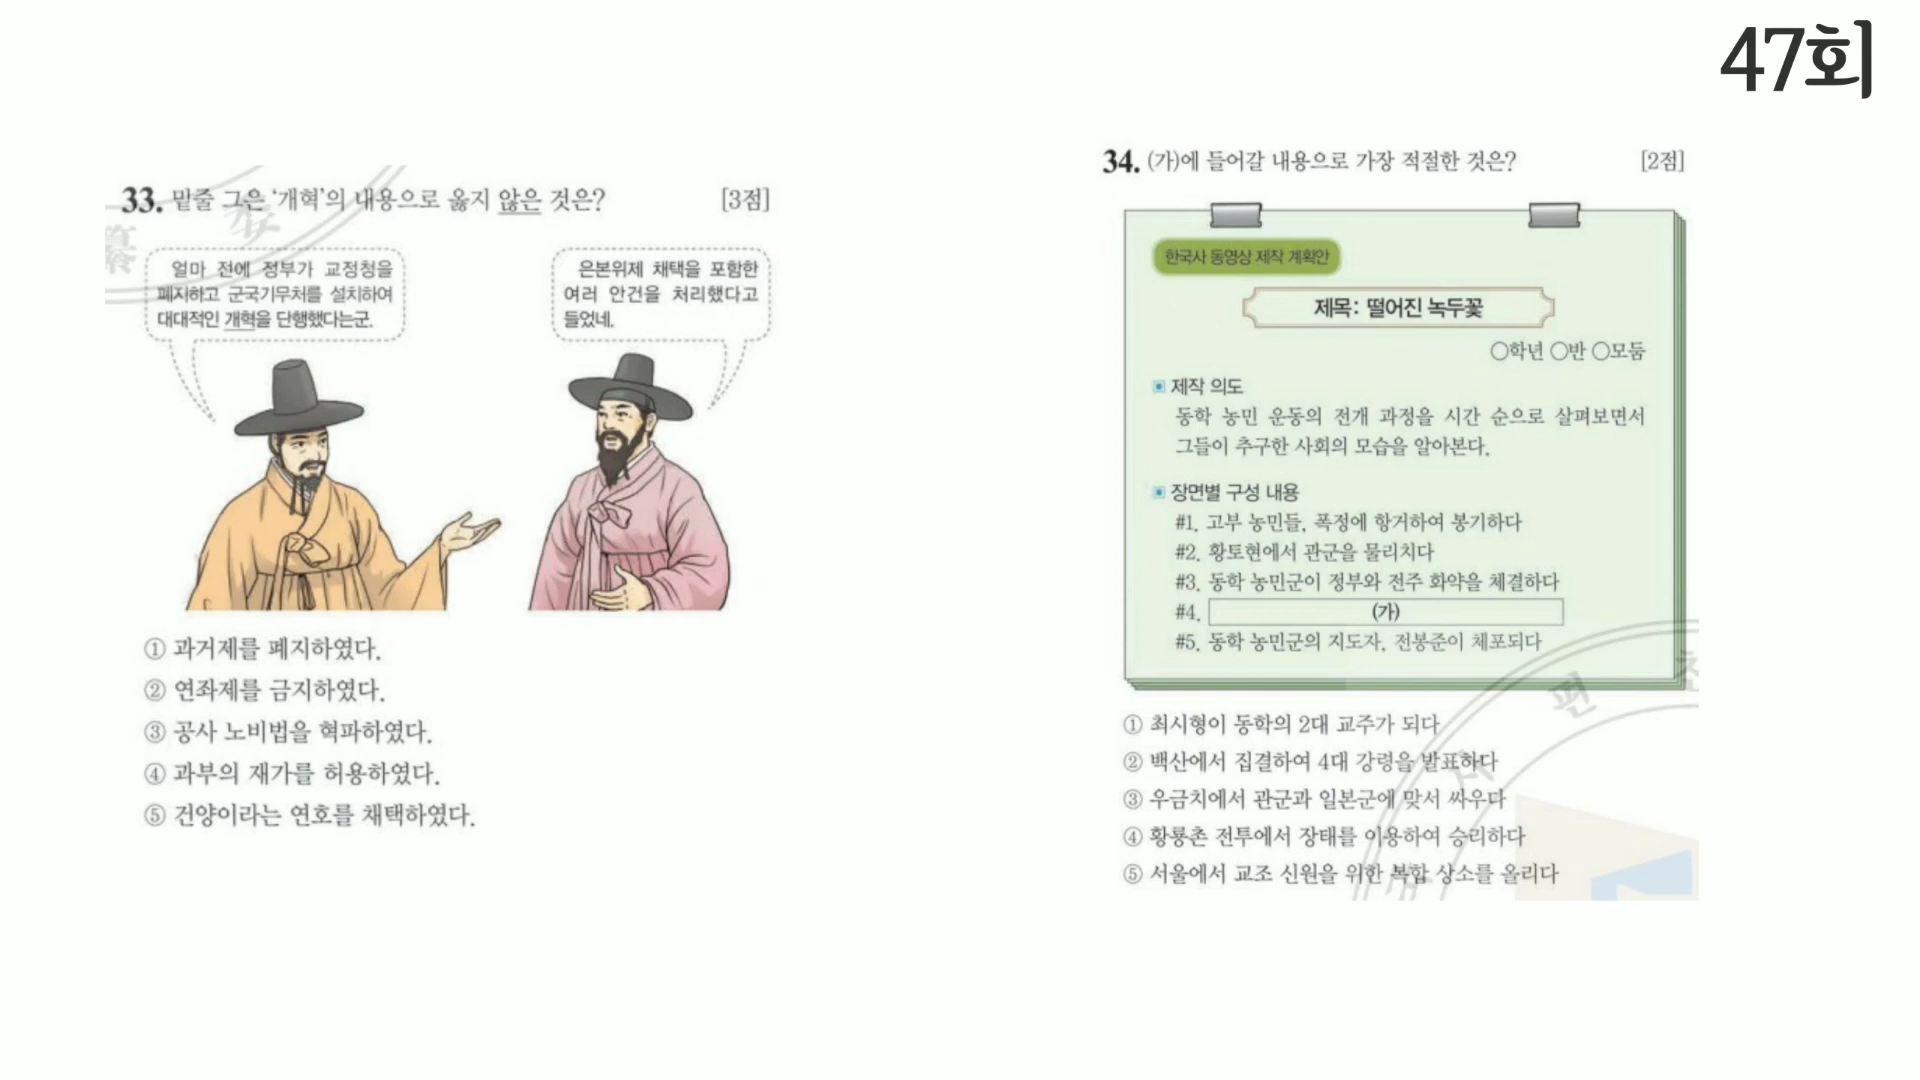 47회
33. 밑줄 그은 '개혁'의 내용으로 옳지 않은 것은? [3점]
얼마 전에 정부가 교정청을
폐지하고 군국기무처를 설치하여
대대적인 개혁을 단행했다는군.
은본위제 채택을 포함한
여러 안건을 처리했다고
들었네.
① 과거제를 폐지하였다.
② 연좌제를 금지하였다.
③ 공사 노비법을 혁파하였다.
④ 과부의 재가를 허용하였다.
⑤ 건양이라는 연호를 채택하였다.
34. (가)에 들어갈 내용으로 가장 적절한 것은? [2점]
한국사 동영상 제작 계획안
제목: 떨어진 녹두꽃
○학년 ○반 ○모둠
제작 의도
동학 농민 운동의 전개 과정을 시간 순으로 살펴보면서
그들이 추구한 사회의 모습을 알아본다.
장면별 구성 내용
#1. 고부 농민들, 폭정에 항거하여 봉기하다
#2. 황토현에서 관군을 물리치다
#3. 동학 농민군이 정부와 전주 화약을 체결하다
#4. (가)
#5. 동학 농민군의 지도자, 전봉준이 체포되다
① 최시형이 동학의 2대 교주가 되다
② 백산에서 집결하여 4대 강령을 발표하다
③ 우금치에서 관군과 일본군에 맞서 싸우다
④ 황룡촌 전투에서 장태를 이용하여 승리하다
⑤ 서울에서 교조 신원을 위한 복합 상소를 올리다